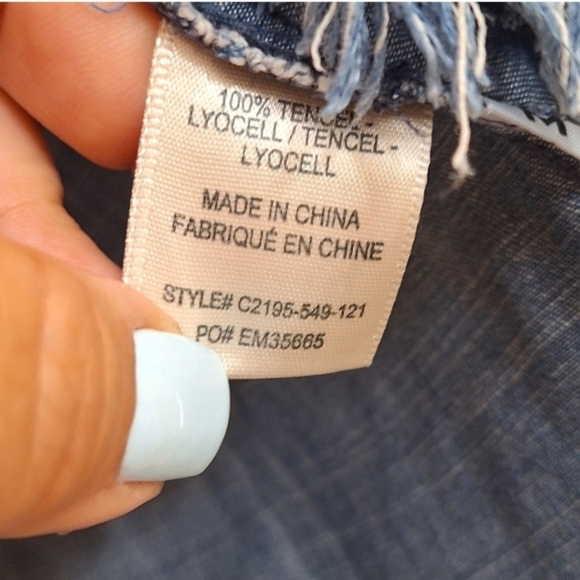 100% TENCEL -
LYOCELL / TENCEL -
LYOCELL
MADE IN CHINA
FABRIQUÉ EN CHINE
STYLE# C2195-549-121
PO# EM35665